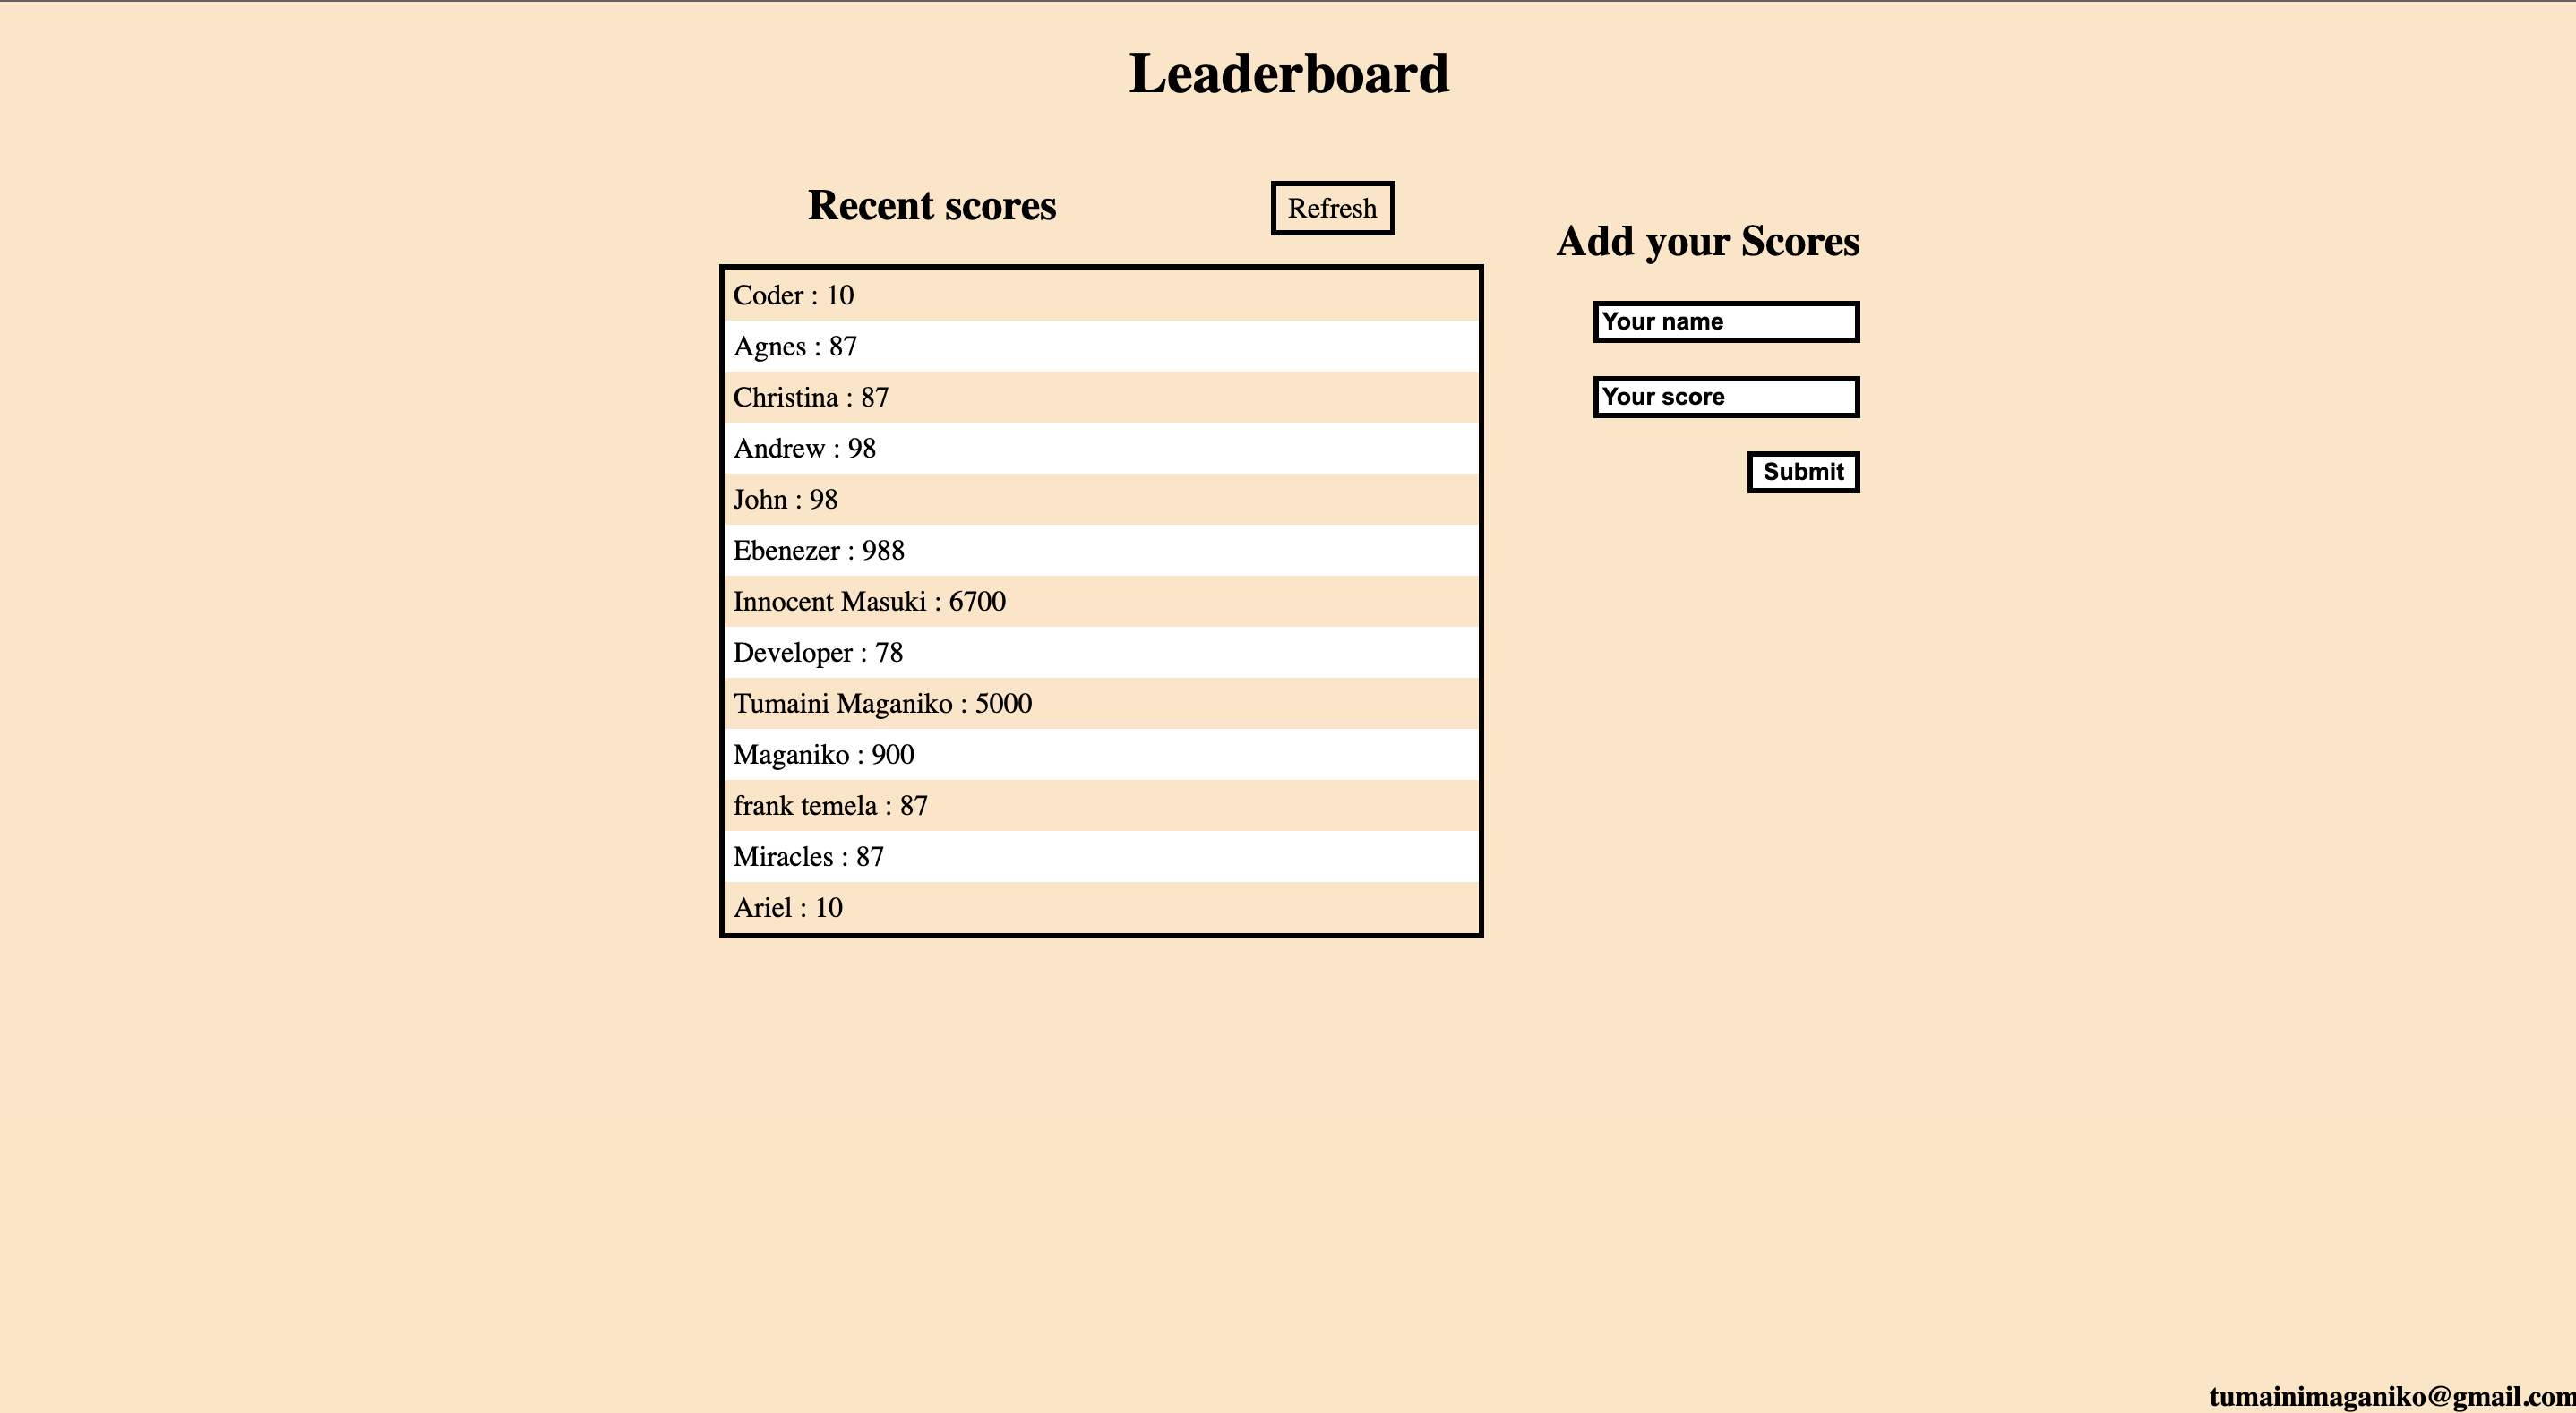 Leaderboard
Recent scores
Refresh
Coder : 10
Agnes : 87
Christina : 87
Andrew : 98
John : 98
Ebenezer : 988
Innocent Masuki : 6700
Developer : 78
Tumaini Maganiko : 5000
Maganiko : 900
frank temela : 87
Miracles : 87
Ariel : 10
Add your Scores
Your name
Your score
Submit
tumainimaganiko@gmail.com